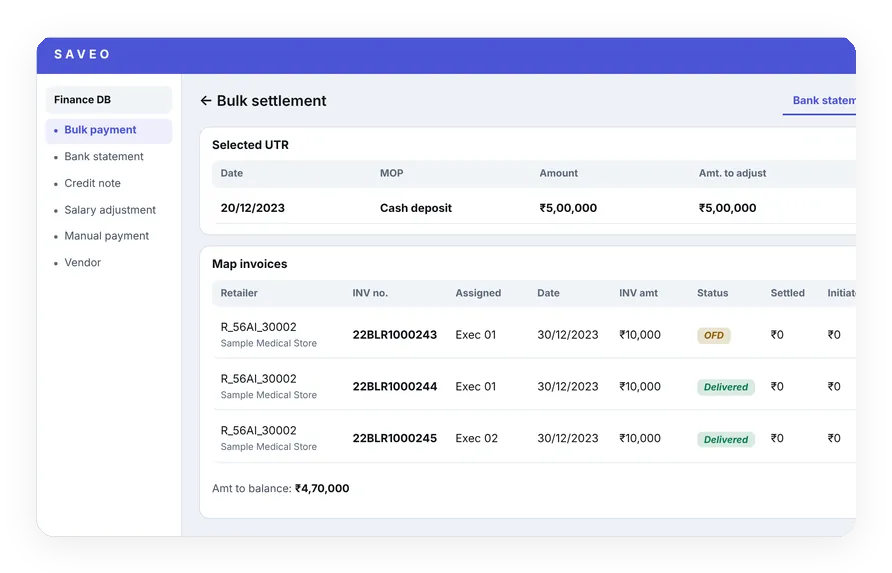 SAVEO
Finance DB
Bulk payment
Bank statement
Credit note
Salary adjustment
Manual payment
Vendor
← Bulk settlement
Bank statem
Selected UTR
Date MOP Amount Amt. to adjust
20/12/2023 Cash deposit ₹5,00,000 ₹5,00,000
Map invoices
Retailer INV no. Assigned Date INV amt Status Settled Initiate
R_56AI_30002
Sample Medical Store
22BLR1000243 Exec 01 30/12/2023 ₹10,000 OFD ₹0 ₹0
R_56AI_30002
Sample Medical Store
22BLR1000244 Exec 01 30/12/2023 ₹10,000 Delivered ₹0 ₹0
R_56AI_30002
Sample Medical Store
22BLR1000245 Exec 02 30/12/2023 ₹10,000 Delivered ₹0 ₹0
Amt to balance: ₹4,70,000